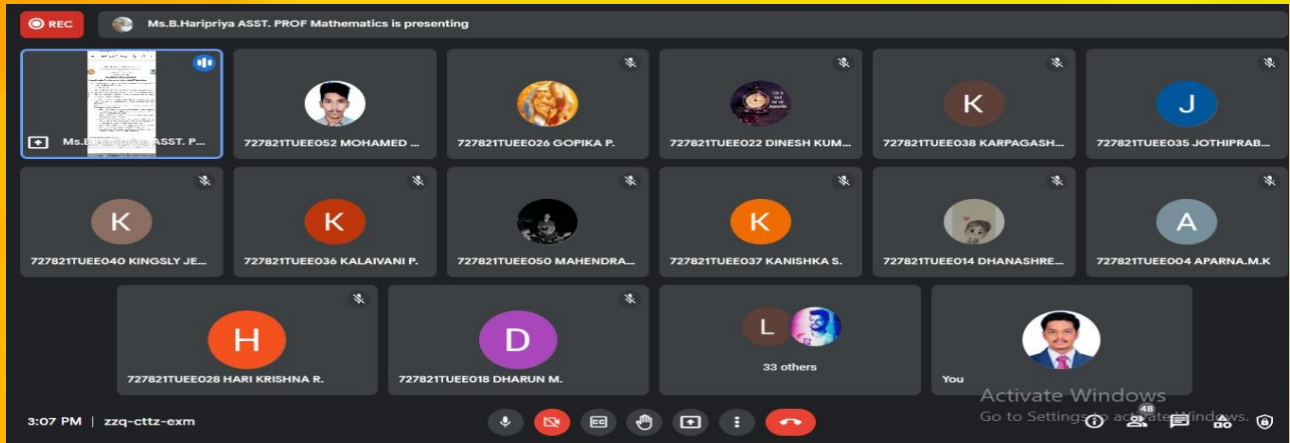 REC
Ms.B.Haripriya ASST. PROF Mathematics is presenting
Ms.B.Haripriya ASST. P...
727821TUEE052 MOHAMED ...
727821TUEE026 GOPIKA P.
727821TUEE022 DINESH KUM...
K
727821TUEE038 KARPAGASH...
J
727821TUEE035 JOTHIPRAB...
K
727821TUEE040 KINGSLY JE...
K
727821TUEE036 KALAIVANI P.
727821TUEE050 MAHENDRA...
K
727821TUEE037 KANISHKA S.
727821TUEE014 DHANASHRE...
A
727821TUEE004 APARNA.M.K
H
727821TUEE028 HARI KRISHNA R.
D
727821TUEE018 DHARUN M.
L
33 others
You
Activate Windows
Go to Settings to activate Windows.
3:07 PM | zzq-cttz-exm
CC
48